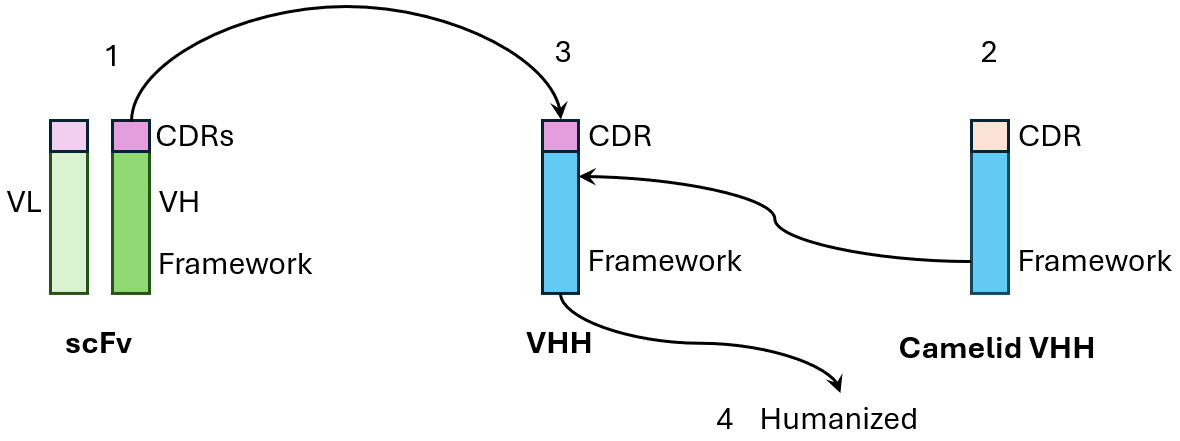 1
3
2
CDRs
CDR
CDR
VL
VH
Framework
Framework
Framework
scFv
VHH
Camelid VHH
4 Humanized